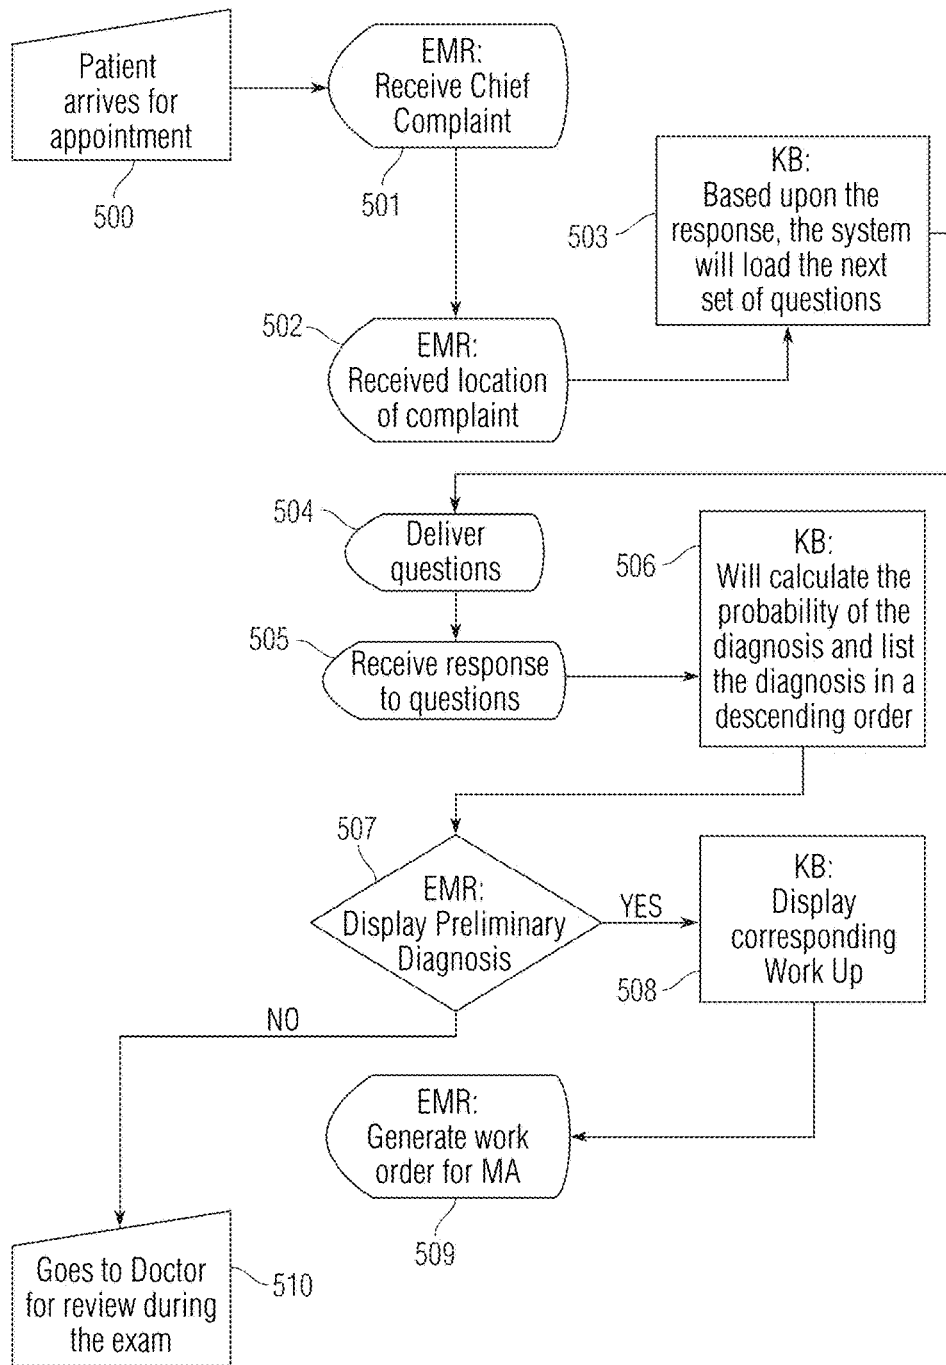 Patient
arrives for
appointment
500
EMR:
Receive Chief
Complaint
501
KB:
Based upon the
response, the system
will load the next
set of questions
503
502
EMR:
Received location
of complaint
504
Deliver
questions
505
Receive response
to questions
506
KB:
Will calculate the
probability of the
diagnosis and list
the diagnosis in a
descending order
507
EMR:
Display Preliminary
Diagnosis
YES
KB:
Display
corresponding
Work Up
508
NO
EMR:
Generate work
order for MA
509
Goes to Doctor
for review during
the exam
510